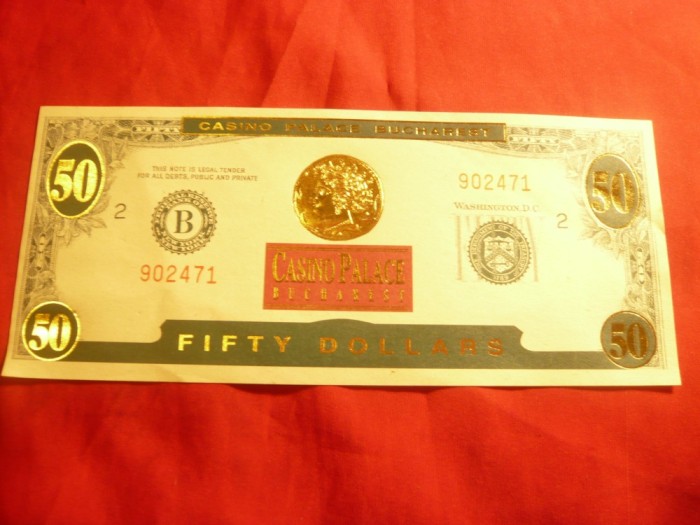 CASINO PALACE BUCHAREST
50
50
THIS NOTE IS LEGAL TENDER
FOR ALL DEBTS, PUBLIC AND PRIVATE
902471
WASHINGTON, D.C.
2
B
2
902471
CASINO PALACE
BUCHAREST
50
FIFTY DOLLARS
50